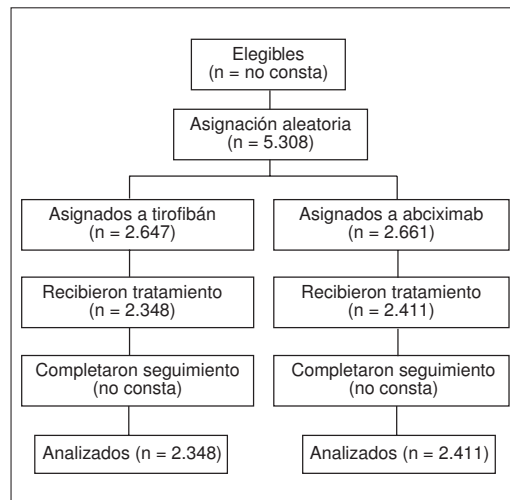 Elegibles
(n = no consta)
Asignación aleatoria
(n = 5.308)
Asignados a tirofibán
(n = 2.647)
Asignados a abciximab
(n = 2.661)
Recibieron tratamiento
(n = 2.348)
Recibieron tratamiento
(n = 2.411)
Completaron seguimiento
(no consta)
Completaron seguimiento
(no consta)
Analizados (n = 2.348)
Analizados (n = 2.411)